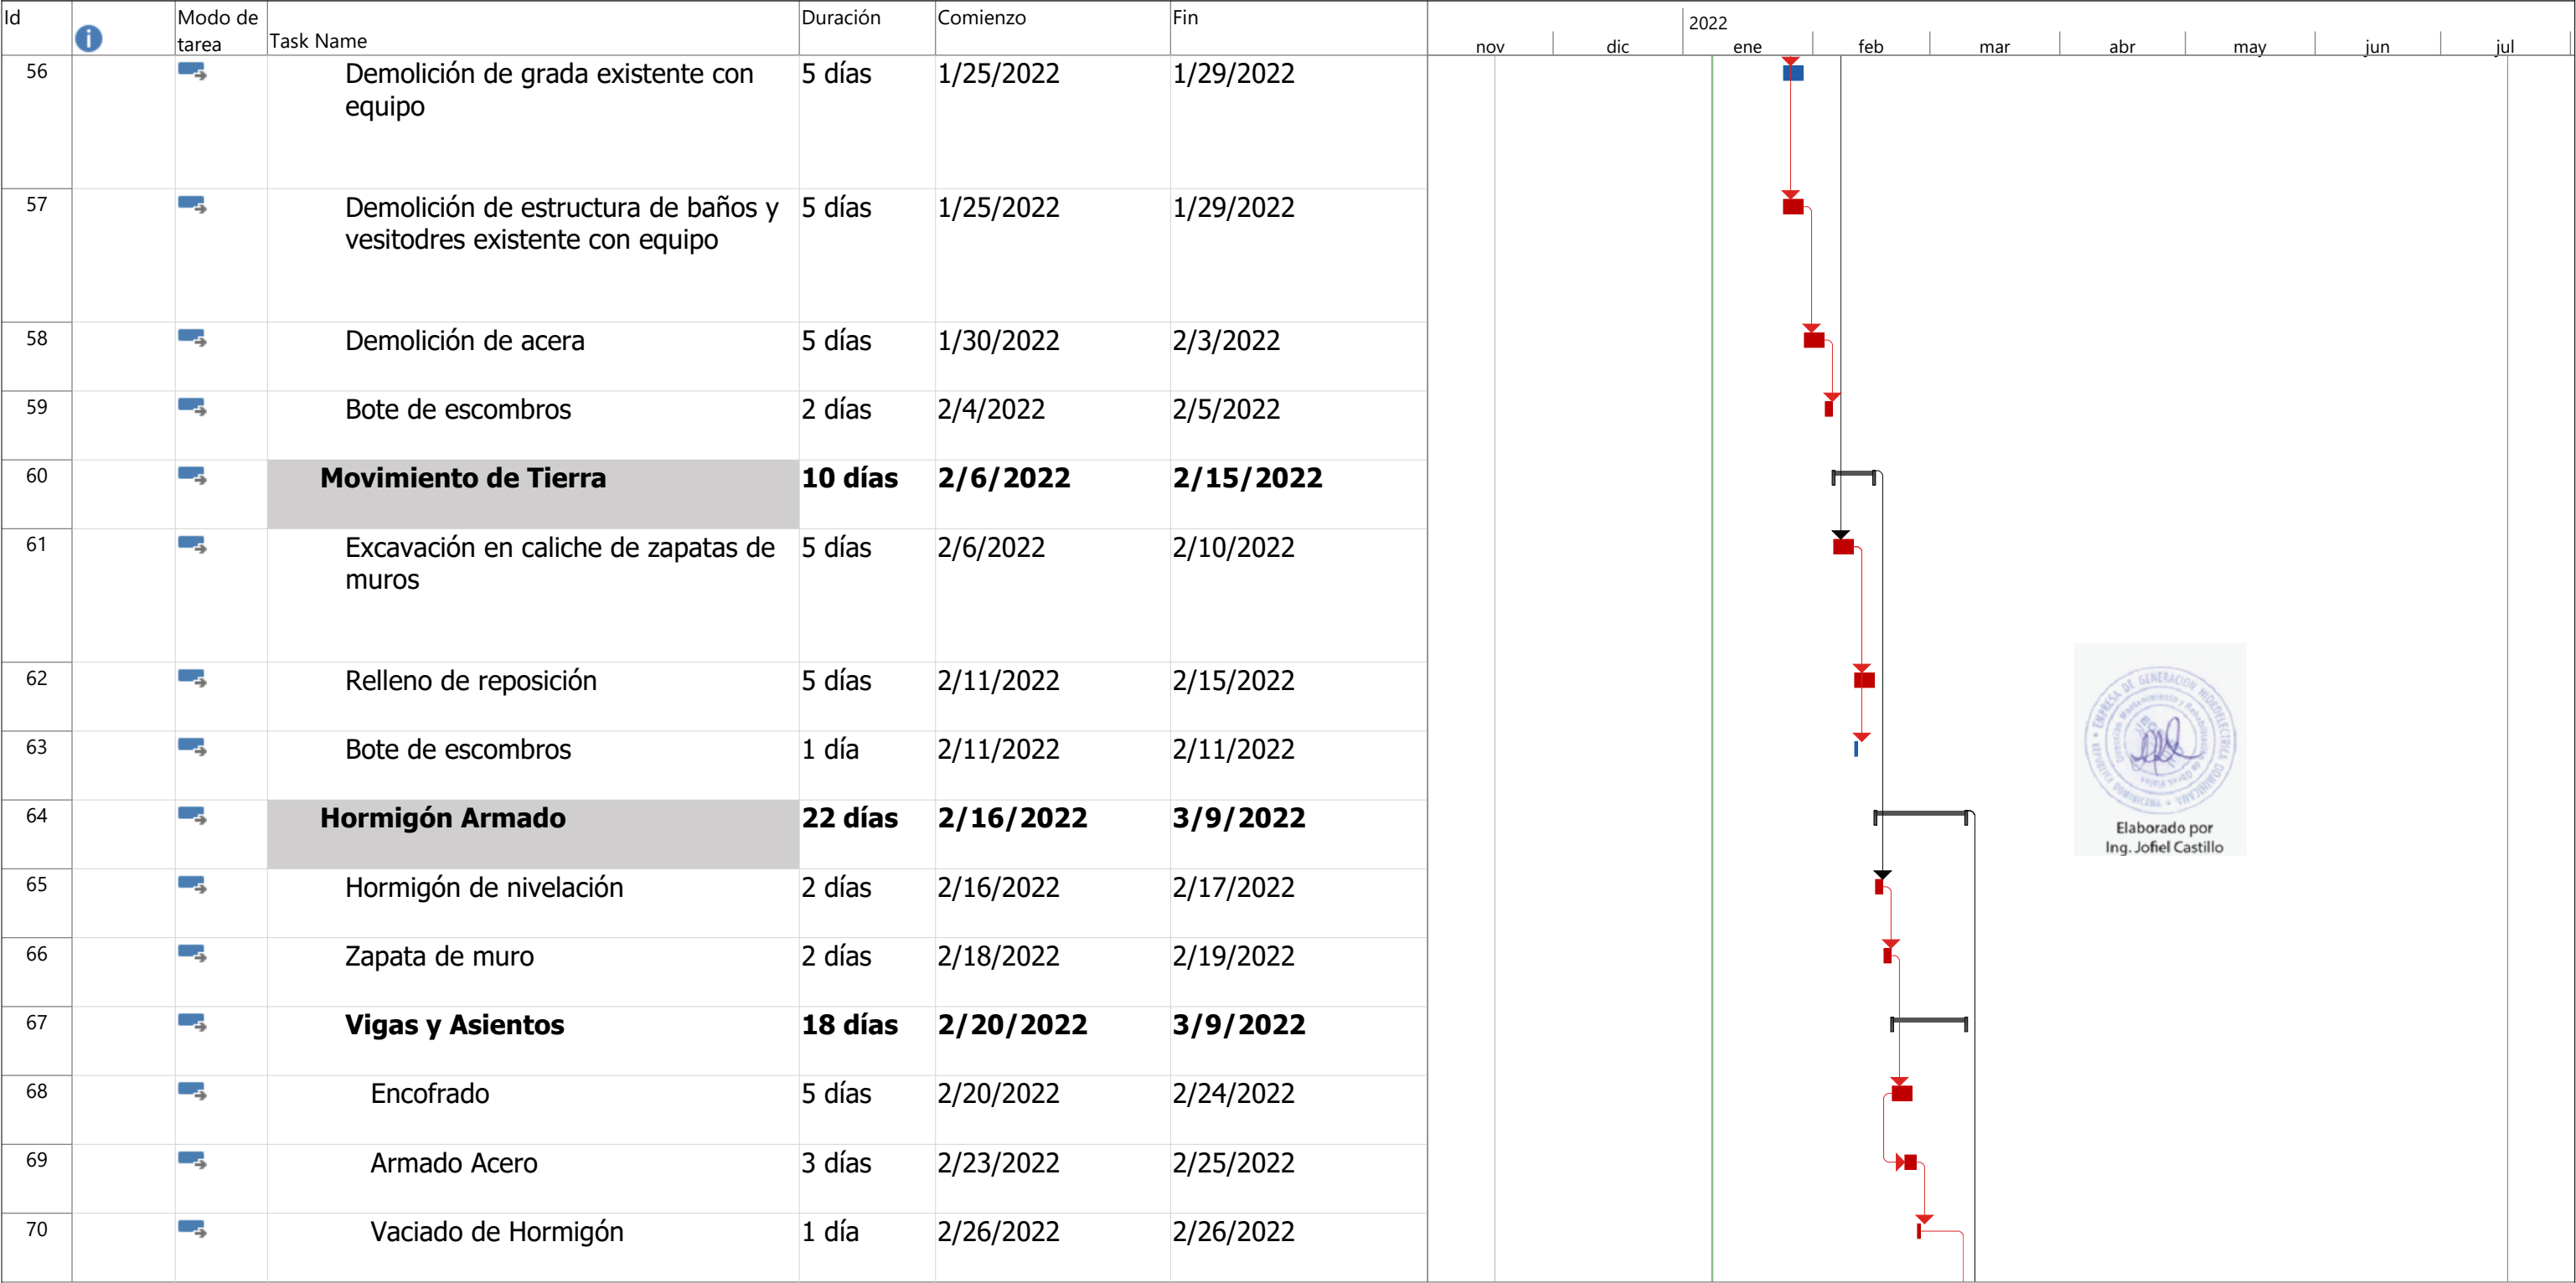 Id
Modo de
tarea
Task Name
Duración
Comienzo
Fin
2022
nov dic ene feb mar abr may jun jul
56 Demolición de grada existente con 5 días 1/25/2022 1/29/2022
equipo
57 Demolición de estructura de baños y 5 días 1/25/2022 1/29/2022
vesitodres existente con equipo
58 Demolición de acera 5 días 1/30/2022 2/3/2022
59 Bote de escombros 2 días 2/4/2022 2/5/2022
60 Movimiento de Tierra 10 días 2/6/2022 2/15/2022
61 Excavación en caliche de zapatas de 5 días 2/6/2022 2/10/2022
muros
62 Relleno de reposición 5 días 2/11/2022 2/15/2022
63 Bote de escombros 1 día 2/11/2022 2/11/2022
64 Hormigón Armado 22 días 2/16/2022 3/9/2022
65 Hormigón de nivelación 2 días 2/16/2022 2/17/2022
66 Zapata de muro 2 días 2/18/2022 2/19/2022
67 Vigas y Asientos 18 días 2/20/2022 3/9/2022
68 Encofrado 5 días 2/20/2022 2/24/2022
69 Armado Acero 3 días 2/23/2022 2/25/2022
70 Vaciado de Hormigón 1 día 2/26/2022 2/26/2022
EMPRESA DE GENERACION HIDROELECTRICA DOMINICANA
REPUBLICA DOMINICANA
Elaborado por
Ing. Jofiel Castillo